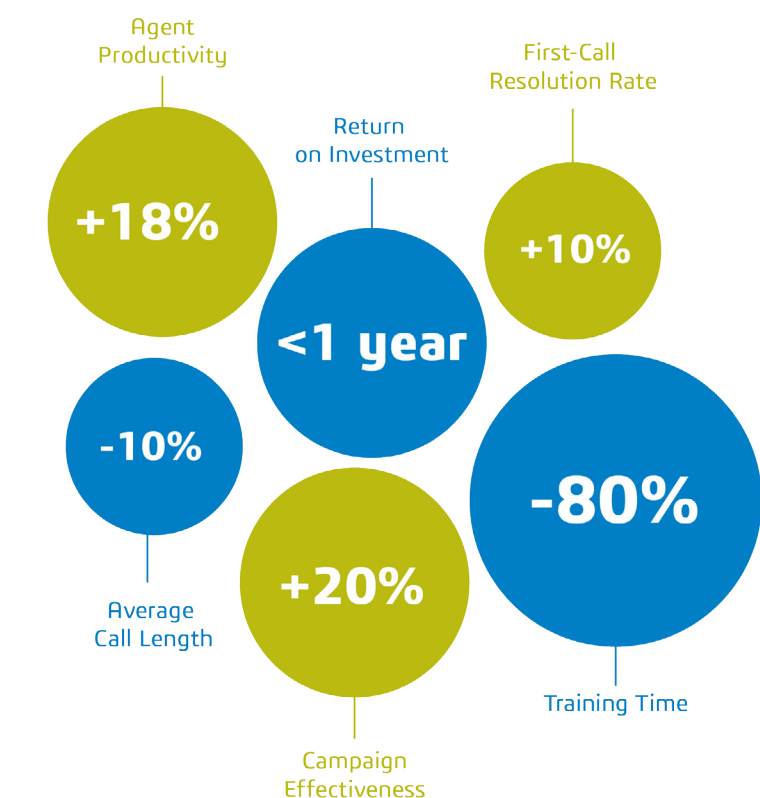 Agent
Productivity
+18%
Return
on Investment
<1 year
First-Call
Resolution Rate
+10%
-10%
Average
Call Length
+20%
Campaign
Effectiveness
-80%
Training Time